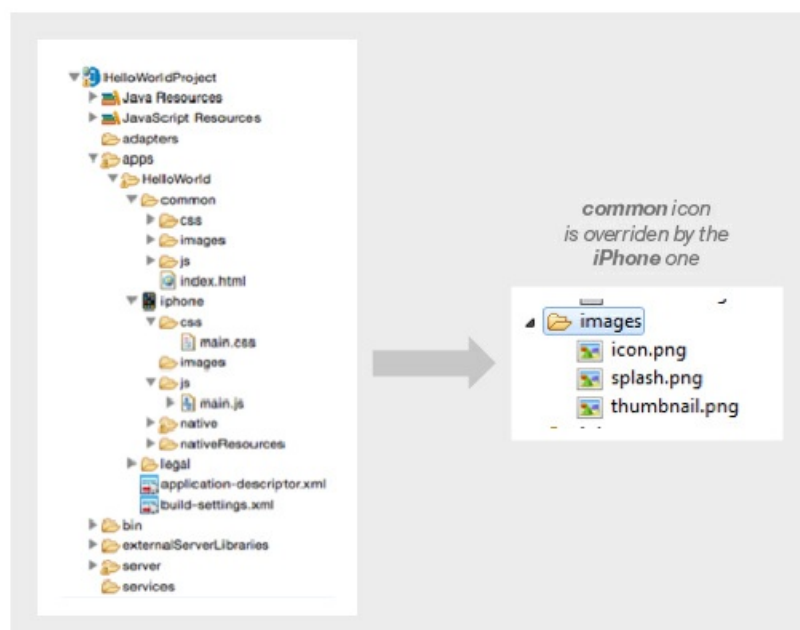 HelloWorldProject
Java Resources
JavaScript Resources
adapters
apps
HelloWorld
common
css
images
js
index.html
iphone
css
main.css
images
js
main.js
native
nativeResources
legal
application-descriptor.xml
build-settings.xml
bin
externalServerLibraries
server
services
common icon
is overriden by the
iPhone one
images
icon.png
splash.png
thumbnail.png